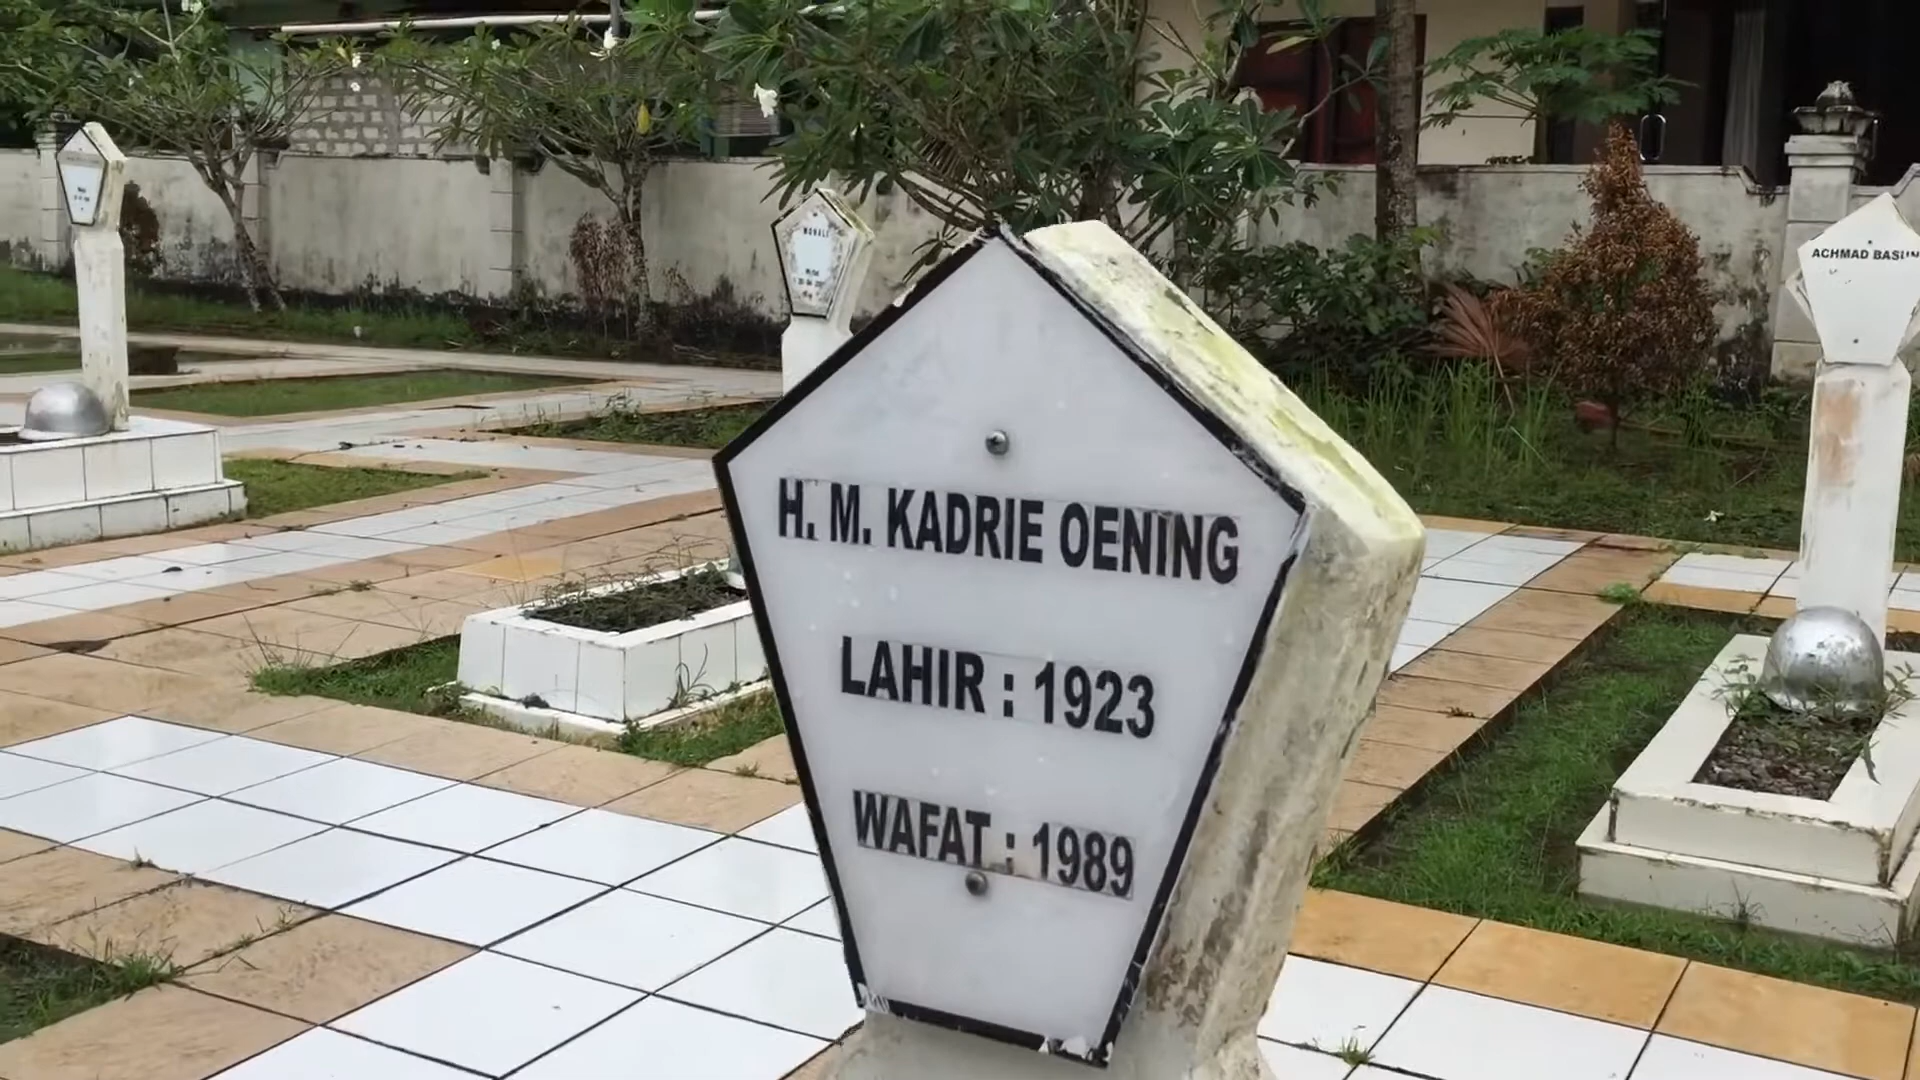 H. M. KADRIE OENING
LAHIR : 1923
WAFAT : 1989
ACHMAD BASUN